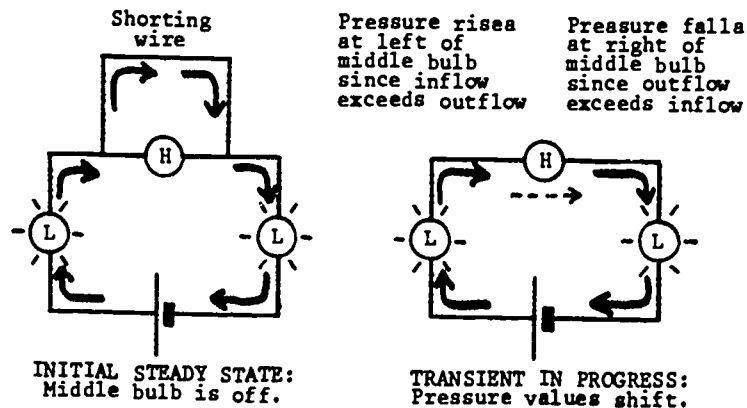 Shorting
wire
Pressure risea
at left of
middle bulb
since inflow
exceeds outflow
Preasure falla
at right of
middle bulb
since outflow
exceeds inflow
H
L
L
H
L
L
INITIAL STEADY STATE:
Middle bulb is off.
TRANSIENT IN PROGRESS:
Pressure values shift.